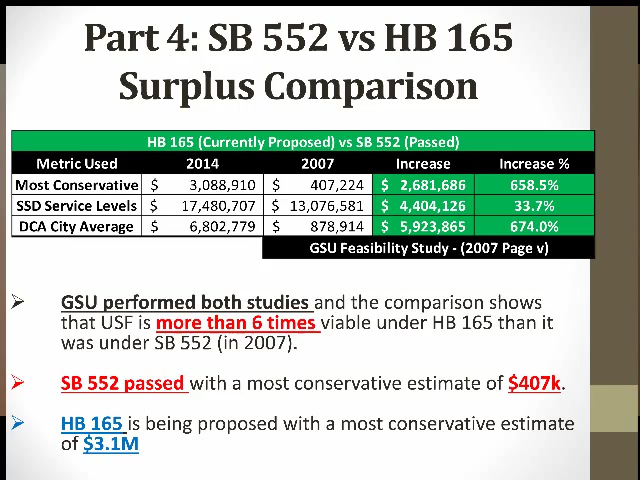 Part 4: SB 552 vs HB 165
Surplus Comparison
HB 165 (Currently Proposed) vs SB 552 (Passed)
Metric Used 2014 2007 Increase Increase %
Most Conservative $ 3,088,910 $ 407,224 $ 2,681,686 658.5%
SSD Service Levels $ 17,480,707 $ 13,076,581 $ 4,404,126 33.7%
DCA City Average $ 6,802,779 $ 878,914 $ 5,923,865 674.0%
GSU Feasibility Study - (2007 Page v)
GSU performed both studies and the comparison shows
that USF is more than 6 times viable under HB 165 than it
was under SB 552 (in 2007).
SB 552 passed with a most conservative estimate of $407k.
HB 165 is being proposed with a most conservative estimate
of $3.1M